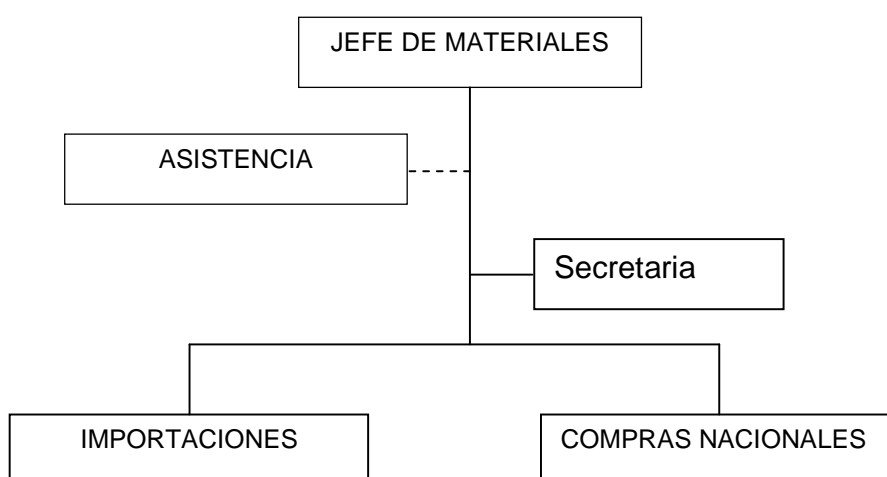 JEFE DE MATERIALES
ASISTENCIA
Secretaria
IMPORTACIONES
COMPRAS NACIONALES